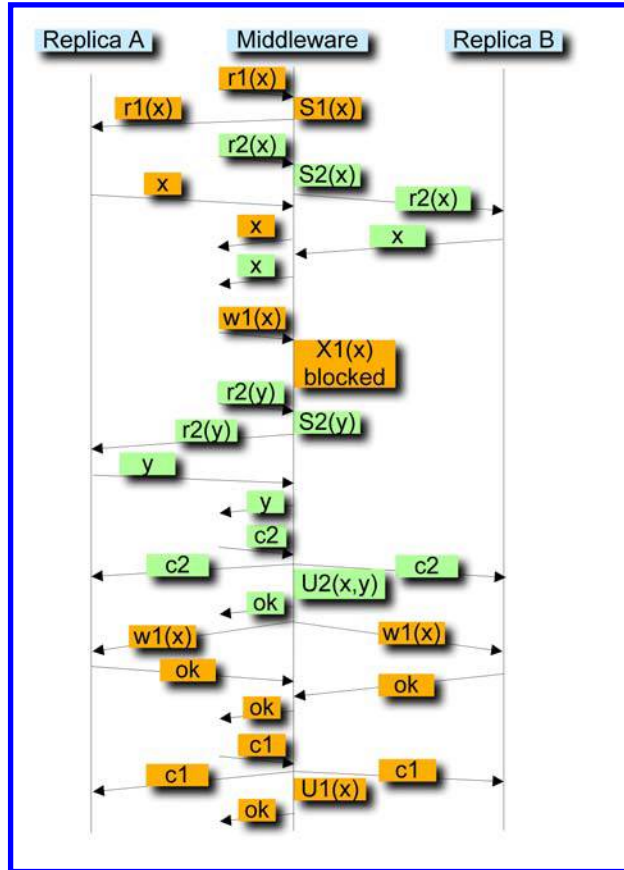 Replica A Middleware Replica B
r1(x)
r1(x) S1(x)
r2(x)
S2(x)
x r2(x)
x x
x
w1(x)
X1(x)
blocked
r2(y)
r2(y) S2(y)
y
y
c2
c2 c2
U2(x,y)
ok
w1(x) w1(x)
ok ok
ok
c1
c1 c1
U1(x)
ok